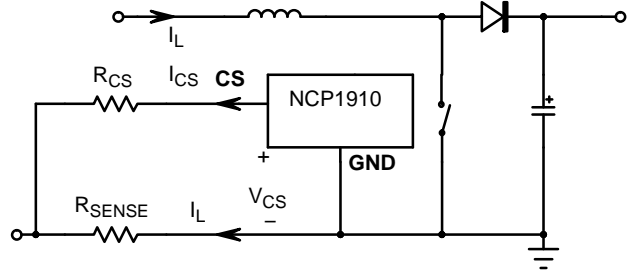 I_L
R_CS I_CS CS NCP1910
+
+ GND
R_SENSE I_L V_CS
−